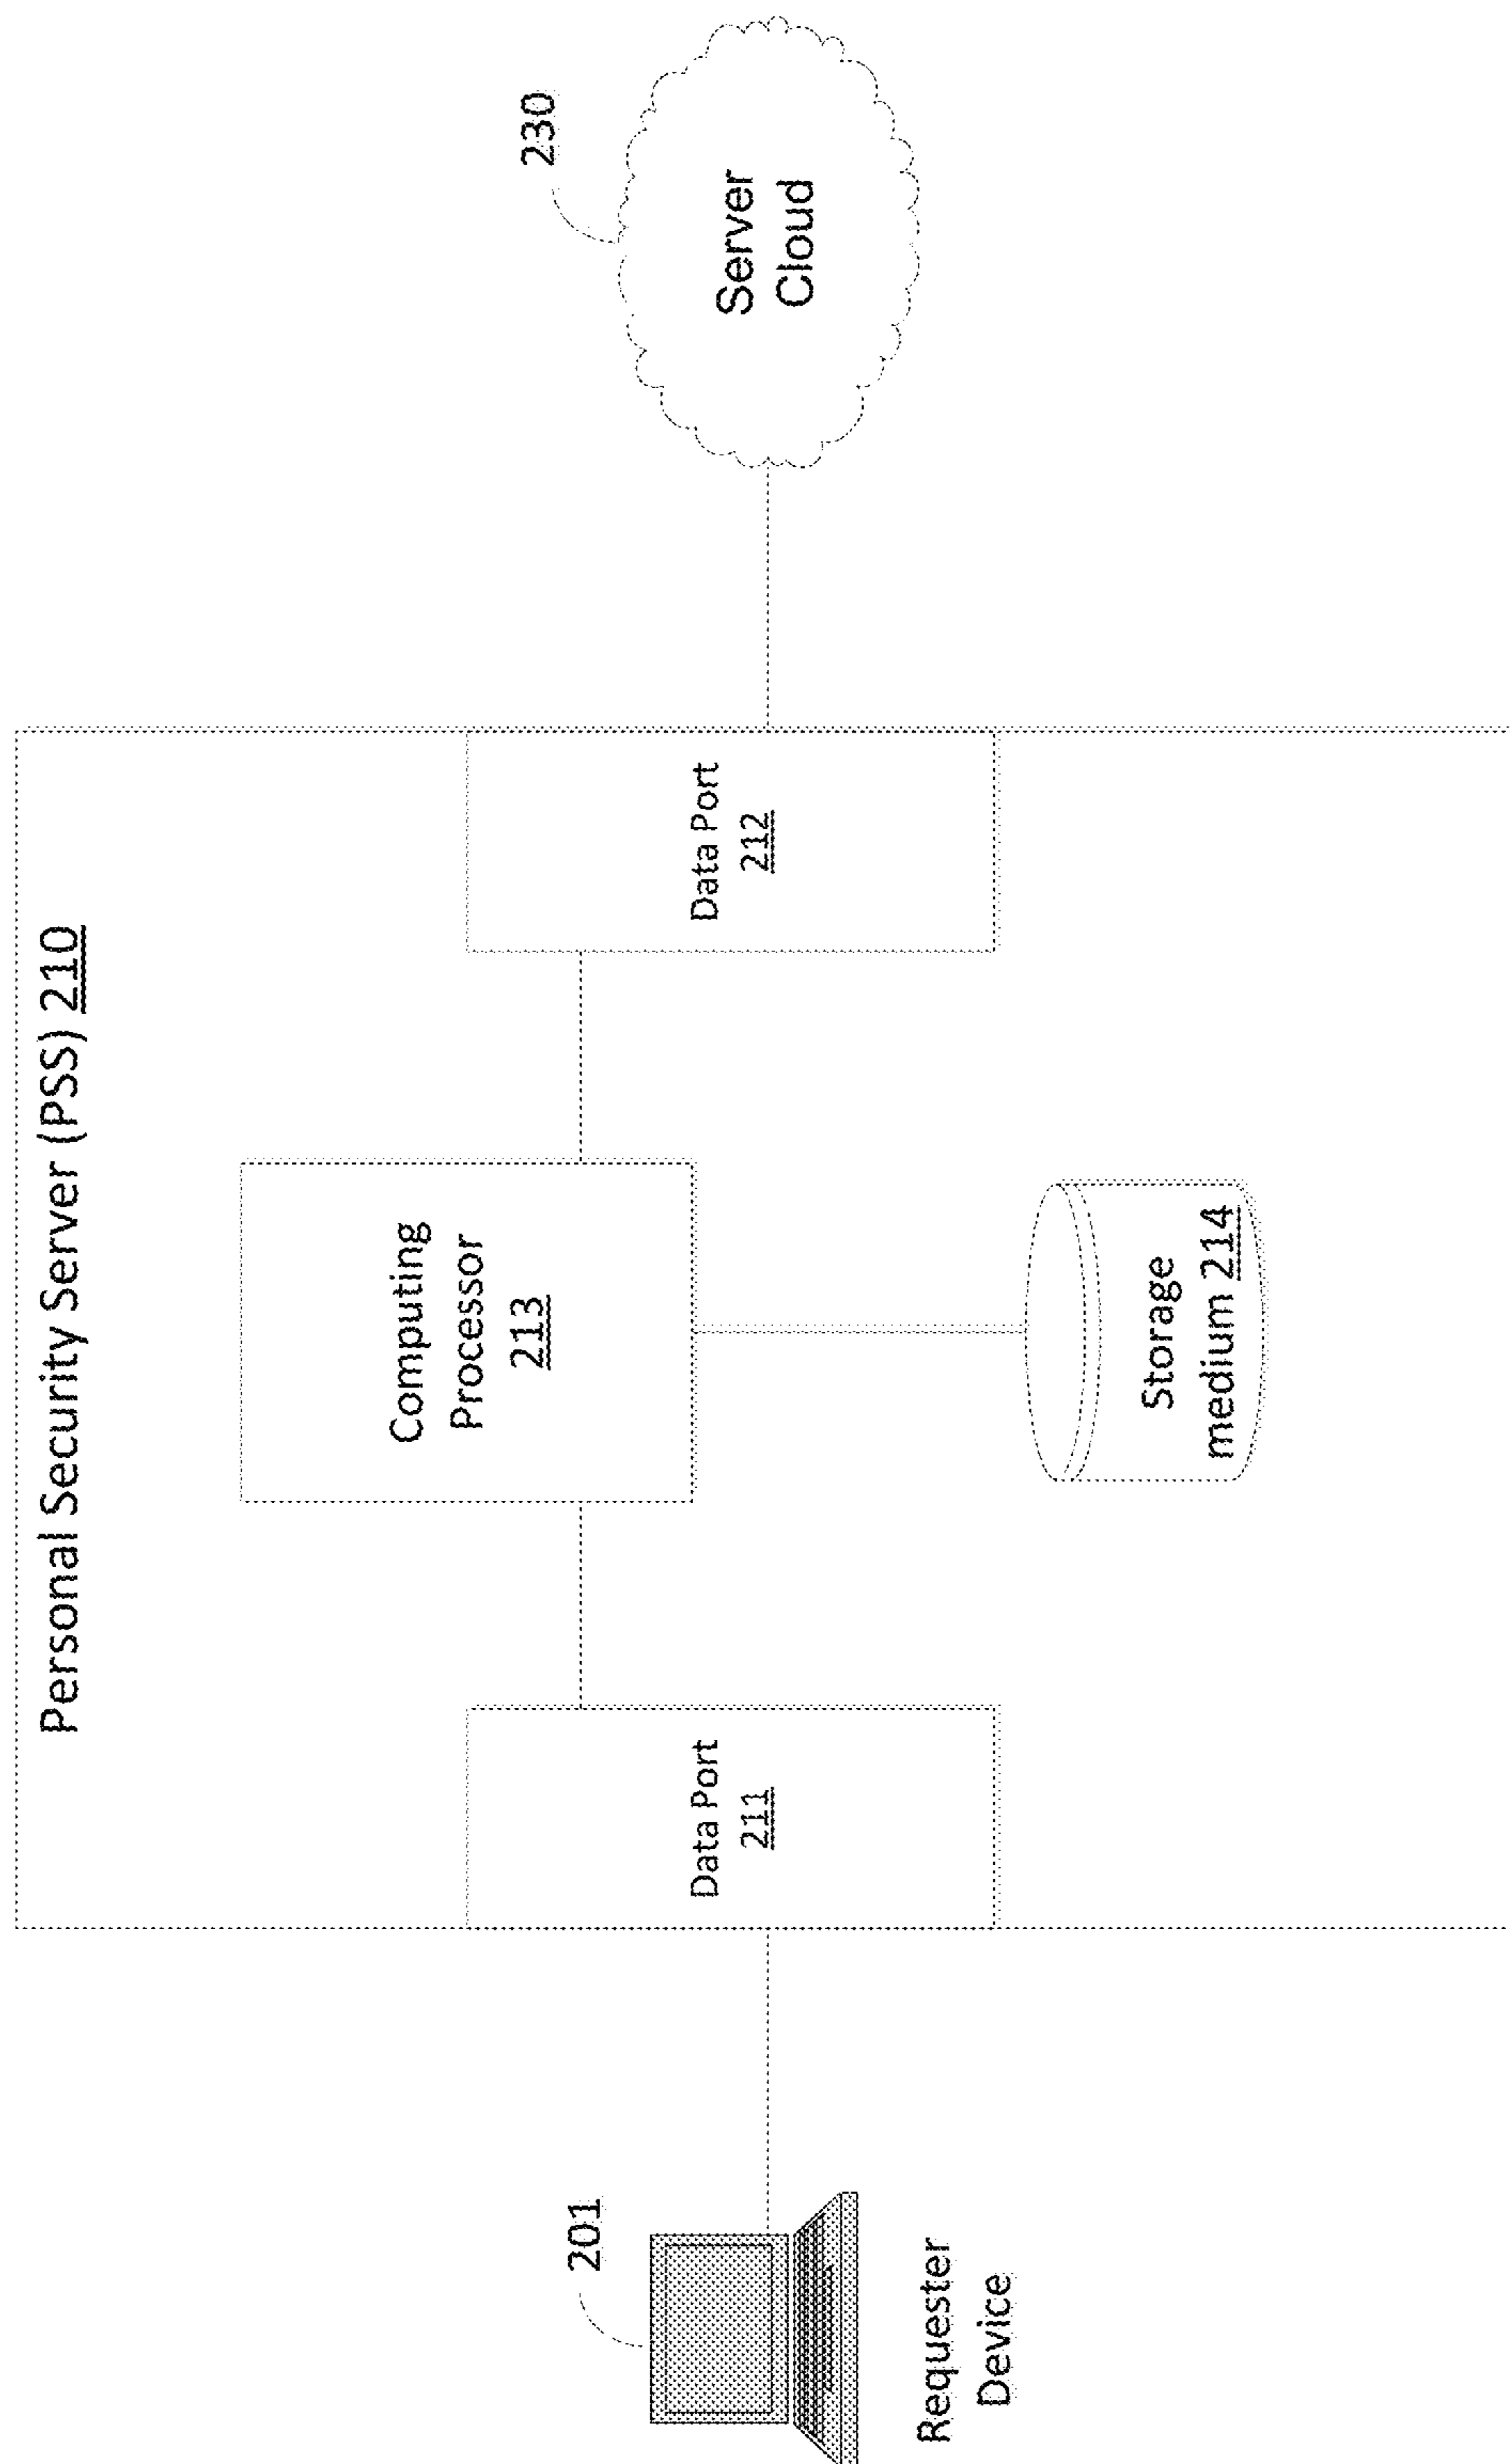 Personal Security Server (PSS) 210
Computing
Processor
213
201
230
Data Port
211
Data Port
212
Server
Cloud
Requester
Device
Storage
medium 214